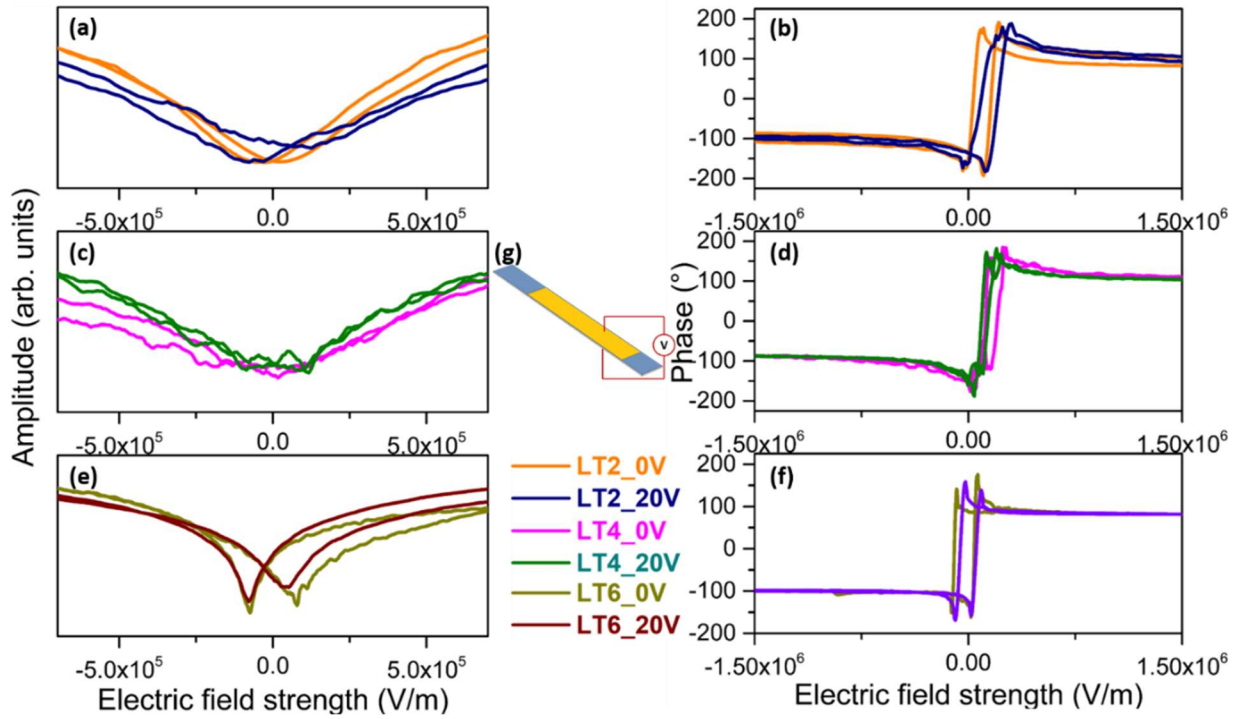 (a)
-5.0x10⁵ 0.0 5.0x10⁵
(c)
-5.0x10⁵ 0.0 5.0x10⁵
(e)
-5.0x10⁵ 0.0 5.0x10⁵
Amplitude (arb. units)
Electric field strength (V/m)
(g)
V
LT2_0V
LT2_20V
LT4_0V
LT4_20V
LT6_0V
LT6_20V
Phase (°)
(b)
200
100
0
-100
-200
-1.50x10⁶ 0.00 1.50x10⁶
(d)
200
100
0
-100
-200
-1.50x10⁶ 0.00 1.50x10⁶
(f)
200
100
0
-100
-200
-1.50x10⁶ 0.00 1.50x10⁶
Electric field strength (V/m)